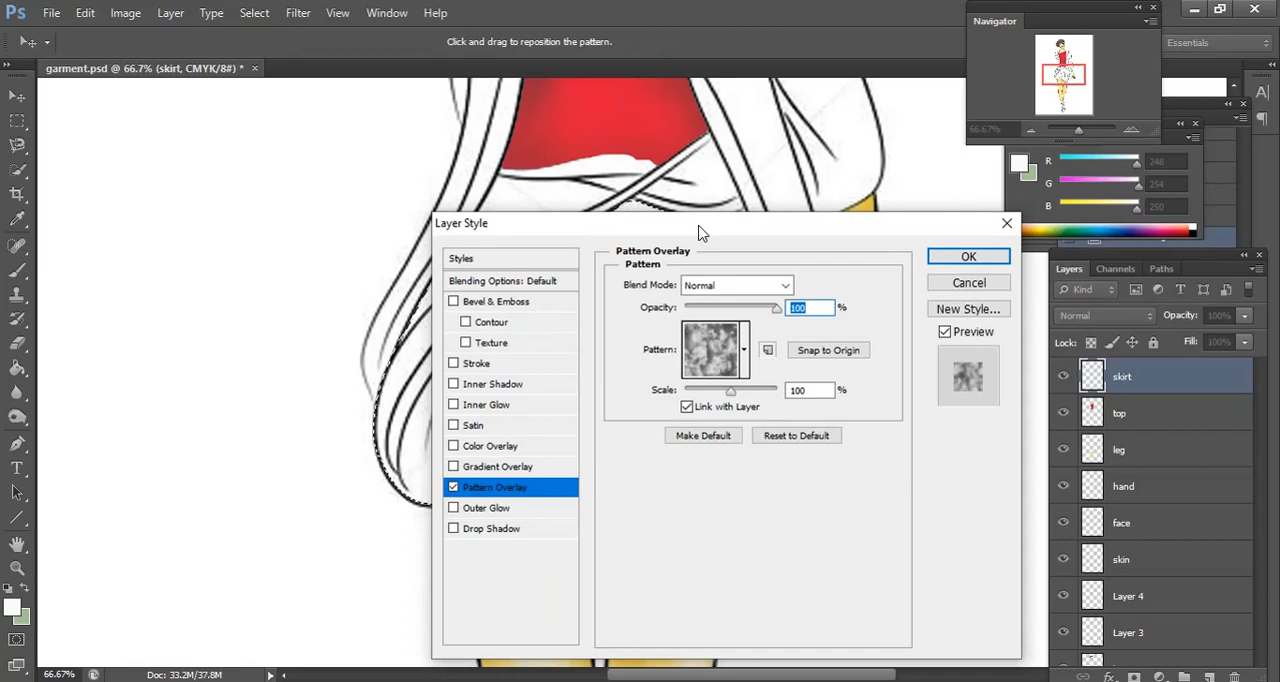 Ps File Edit Image Layer Type Select Filter View Window Help
Navigator
Click and drag to reposition the pattern.
Essentials
garment.psd @ 66.7% (skirt, CMYK/8#) *
66.67%
R 248
G 254
B 250
Layer Style
Styles
Blending Options: Default
Bevel & Emboss
Contour
Texture
Stroke
Inner Shadow
Inner Glow
Satin
Color Overlay
Gradient Overlay
Pattern Overlay
Outer Glow
Drop Shadow
Pattern Overlay
Pattern
Blend Mode: Normal
Opacity: 100 %
Pattern: Snap to Origin
Scale: 100 %
Link with Layer
Make Default Reset to Default
OK
Cancel
New Style...
Preview
Layers Channels Paths
Kind
Normal Opacity: 100%
Lock: Fill: 100%
skirt
top
leg
hand
face
skin
Layer 4
Layer 3
66.67% Doc: 33.2M/37.8M